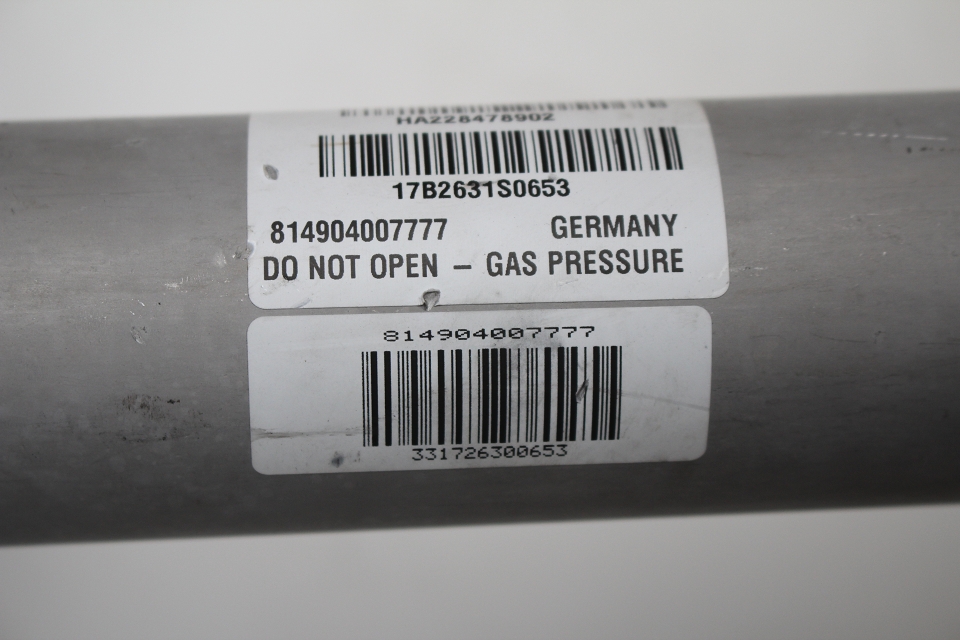 HA228478902
17B2631S0653
814904007777 GERMANY
DO NOT OPEN – GAS PRESSURE
814904007777
331726300653